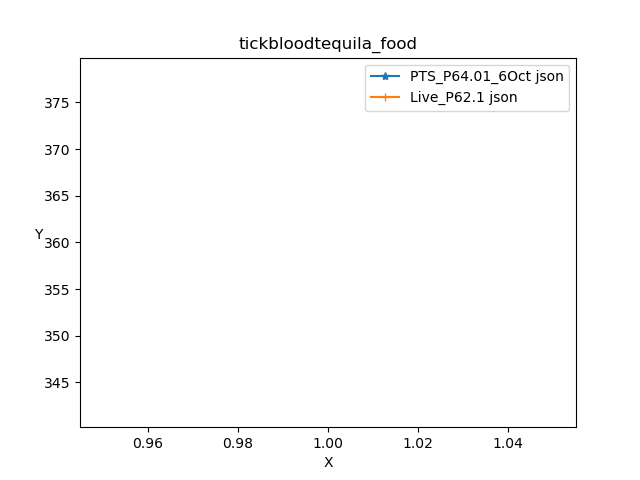 tickbloodtequila_food
PTS_P64.01_6Oct json
Live_P62.1 json
375
370
365
Y
360
355
350
345
0.96 0.98 1.00 1.02 1.04
X